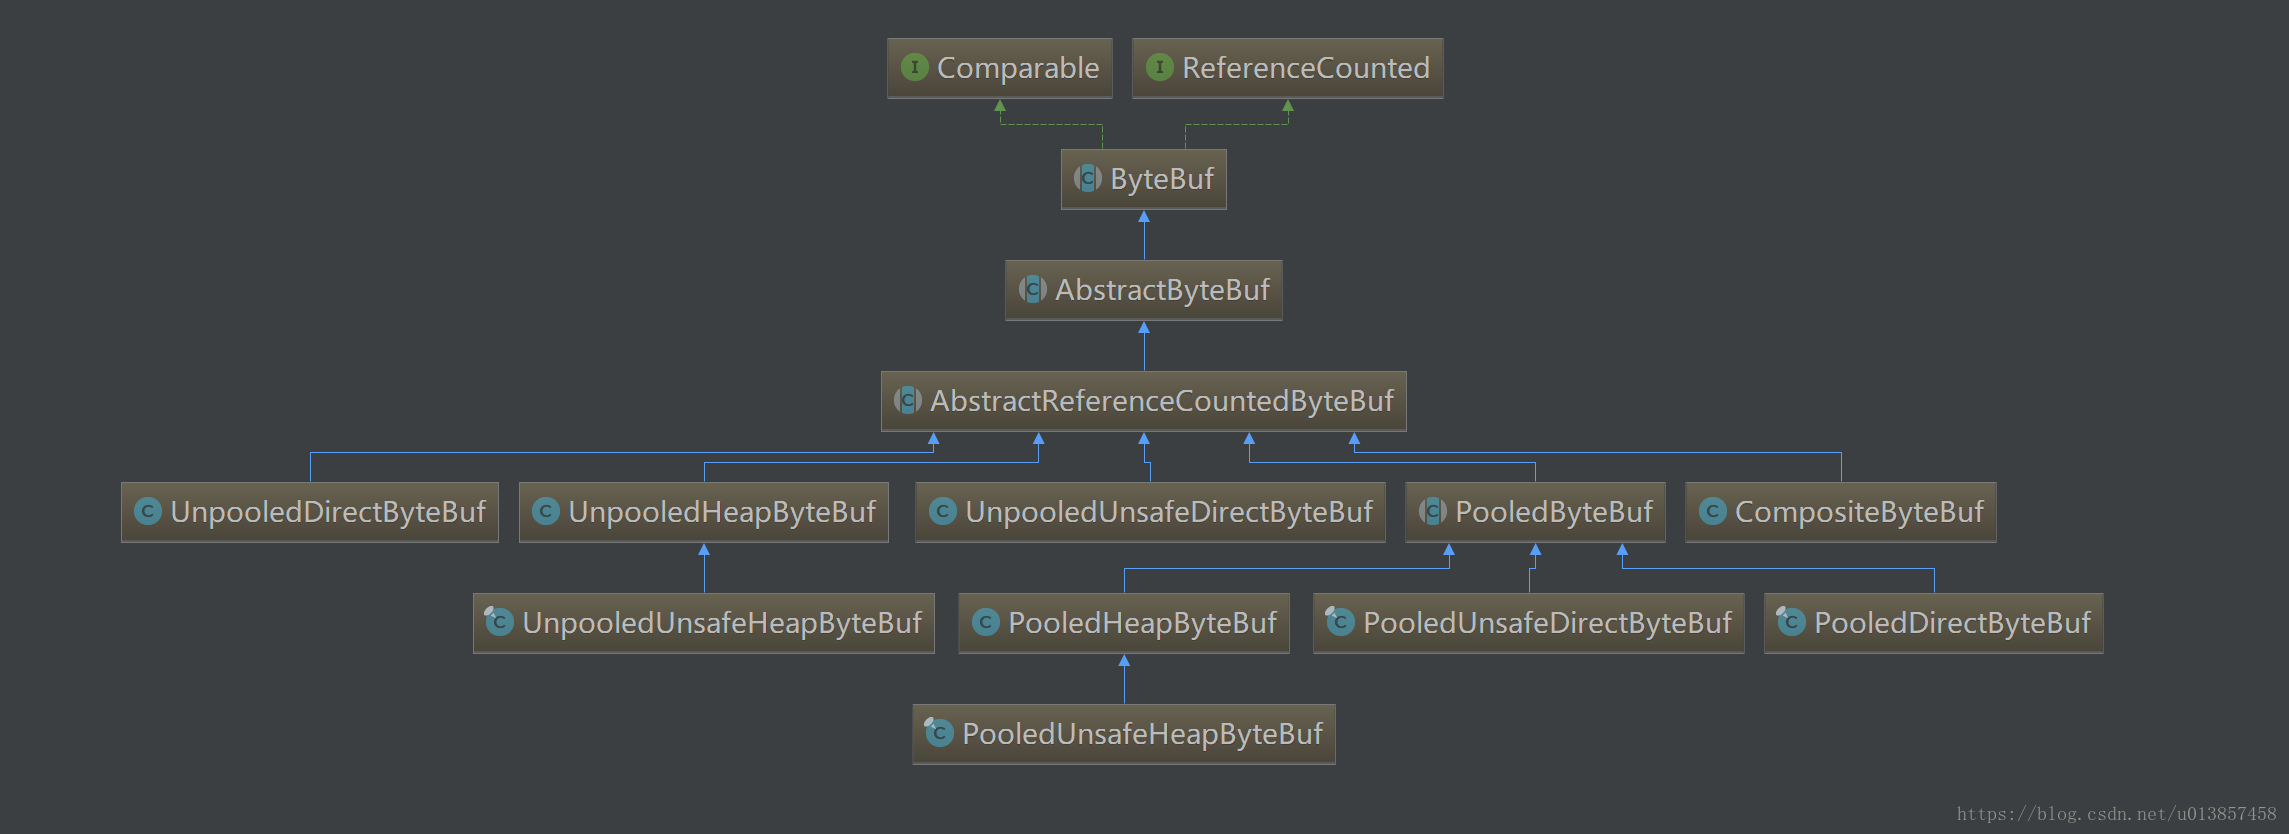 Comparable
ReferenceCounted
ByteBuf
AbstractByteBuf
AbstractReferenceCountedByteBuf
UnpooledDirectByteBuf
UnpooledHeapByteBuf
UnpooledUnsafeDirectByteBuf
PooledByteBuf
CompositeByteBuf
UnpooledUnsafeHeapByteBuf
PooledHeapByteBuf
PooledUnsafeDirectByteBuf
PooledDirectByteBuf
PooledUnsafeHeapByteBuf
https://blog.csdn.net/u013857458